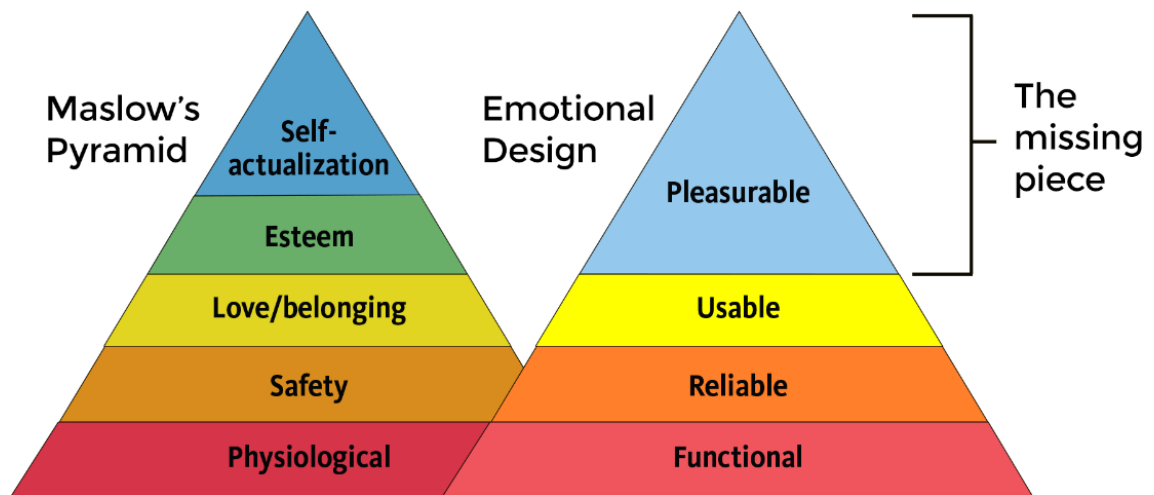 Maslow's
Pyramid
Self-
actualization
Esteem
Love/belonging
Safety
Physiological
Emotional
Design
Pleasurable
Usable
Reliable
Functional
The
missing
piece